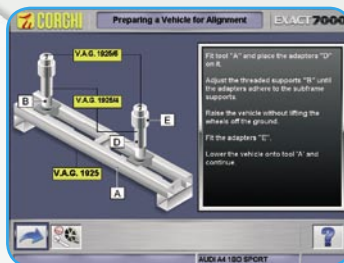 CORGHI
Preparing a Vehicle for Alignment
EXACT7000
V.A.G. 1925/6
B
V.A.G. 1925/4
E
D
V.A.G. 1925
A
Fit tool "A" and place the adapters "D"
on it.
Adjust the threaded supports "B" until
the adapters adhere to the subframe
supports.
Raise the vehicle without lifting the
wheels off the ground.
Fit the adapters "E".
Lower the vehicle onto tool "A" and
continue.
?
AUDI A4 1BO SPORT